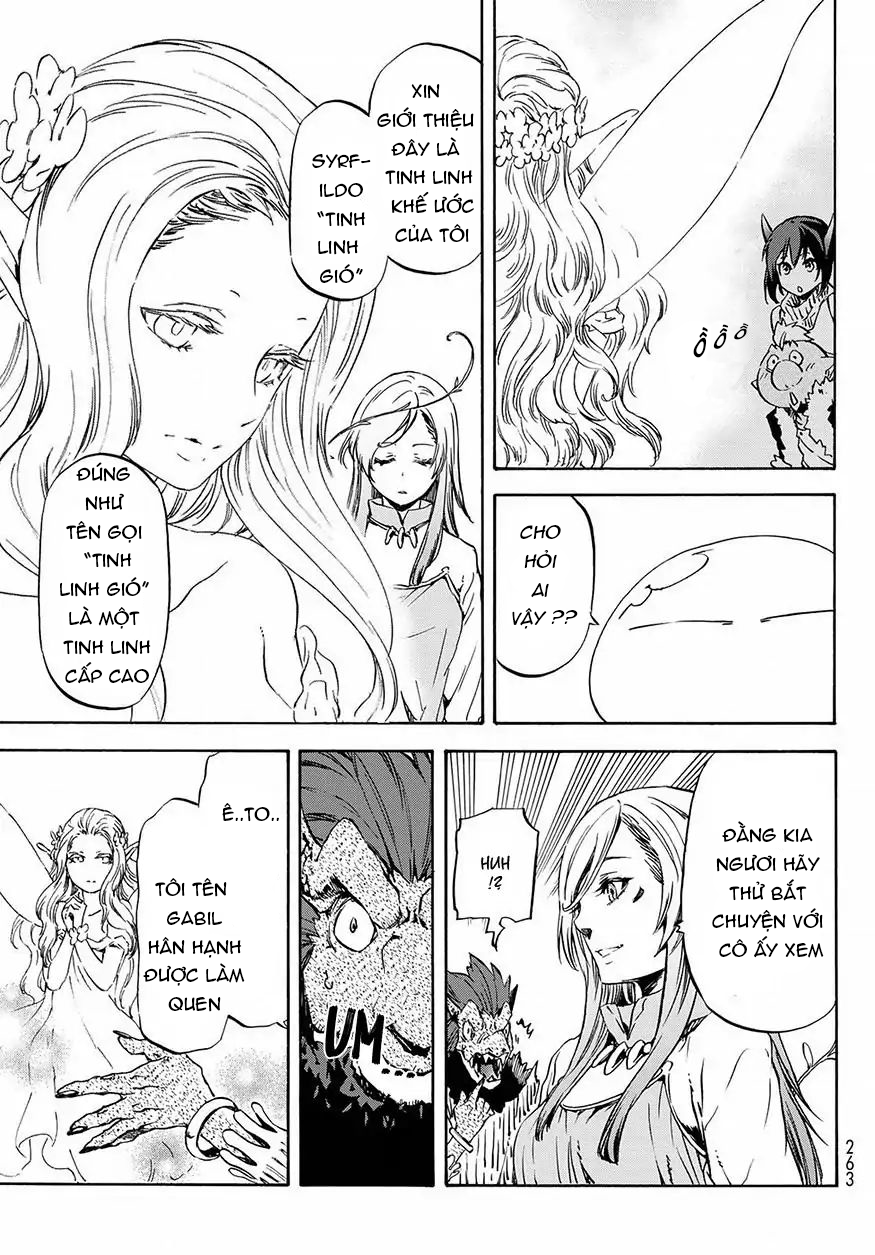 Ồ Ồ Ồ
CHO
HỎI
AI
VẬY ??
XIN
GIỚI THIỆU
ĐÂY LÀ
TINH LINH
KHẾ ƯỚC
CỦA TÔI
SYRF-
ILDO
“TINH
LINH
GIÓ”
ĐÚNG
NHƯ
TÊN GỌI
“TINH
LINH GIÓ”
LÀ MỘT
TINH LINH
CẤP CAO
ĐẰNG KIA
NGƯƠI HÃY
THỬ BẮT
CHUYỆN VỚI
CÔ ẤY XEM
HUH
!?
UM
Ê..TO..
TÔI TÊN
GABIL
HÂN HẠNH
ĐƯỢC LÀM
QUEN
263